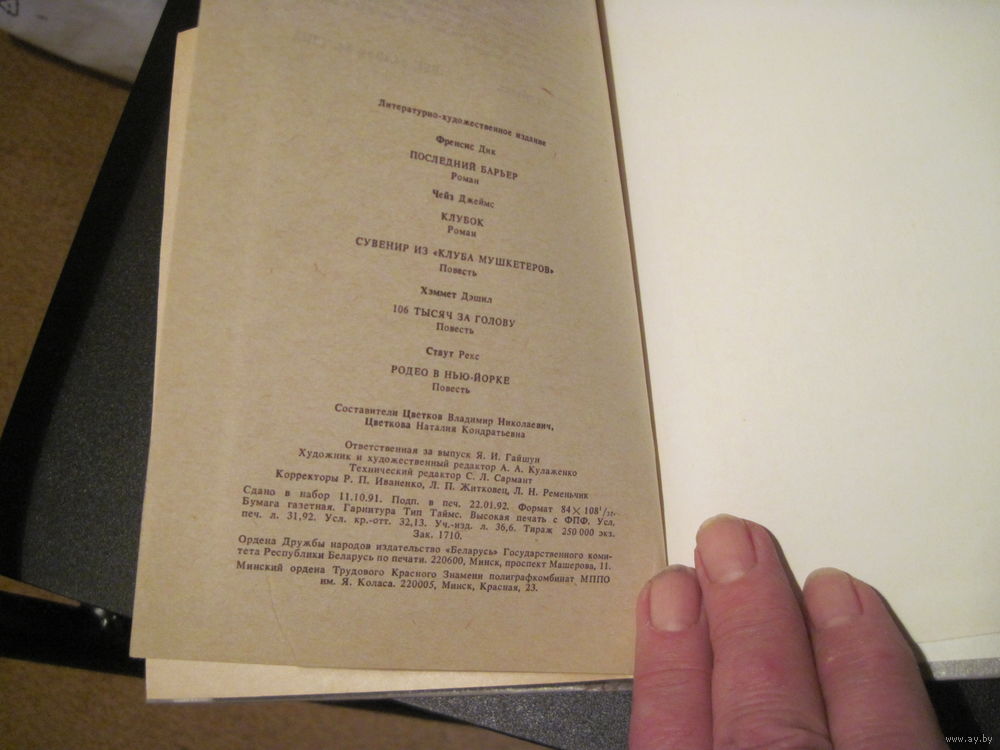 Литературно-художественное издание
Френсис Дик
ПОСЛЕДНИЙ БАРЬЕР
Роман
Чейз Джеймс
КЛУБОК
Роман
СУВЕНИР ИЗ «КЛУБА МУШКЕТЕРОВ»
Повесть
Хэммет Дэшил
106 ТЫСЯЧ ЗА ГОЛОВУ
Повесть
Стаут Рекс
РОДЕО В НЬЮ-ЙОРКЕ
Повесть
Составители Цветков Владимир Николаевич,
Цветкова Наталия Кондратьевна
Ответственная за выпуск Я. И. Гайшун
Художник и художественный редактор А. А. Кулаженко
Технический редактор С. Л. Сармант
Корректоры Р. П. Иваненко, Л. П. Житковец, Л. Н. Ременьчик
Сдано в набор 11.10.91. Подп. в печ. 22.01.92. Формат 84×108¹/₃₂.
Бумага газетная. Гарнитура Тип Таймс. Высокая печать с ФПФ. Усл.
печ. л. 31,92. Усл. кр.-отт. 32,13. Уч.-изд. л. 36,6. Тираж 250 000 экз.
Зак. 1710.
Ордена Дружбы народов издательство «Беларусь» Государственного коми-
тета Республики Беларусь по печати. 220600, Минск, проспект Машерова, 11.
Минский ордена Трудового Красного Знамени полиграфкомбинат МППО
им. Я. Коласа. 220005, Минск, Красная, 23.
www.ay.by